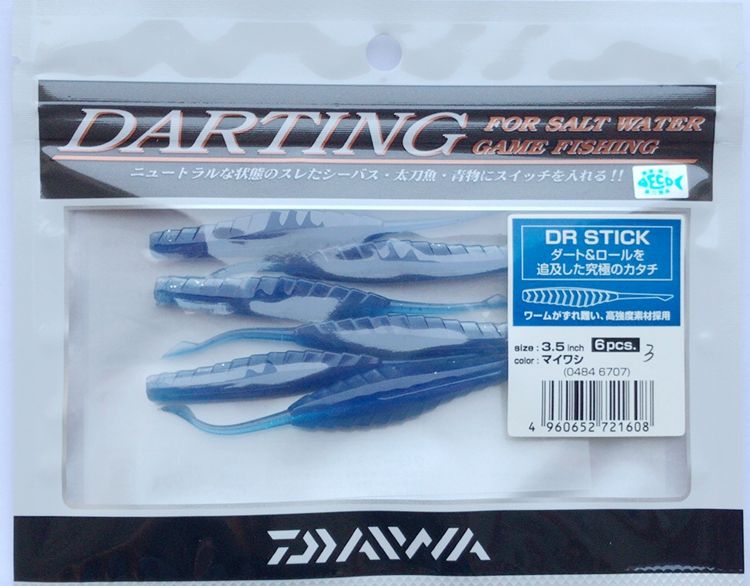 DARTING
FOR SALT WATER
GAME FISHING
ニュートラルな状態のスレたシーバス・太刀魚・青物にスイッチを入れる!!
DR STICK
ダート&ロールを
追及した究極のカタチ
ワームがずれ難い、高強度素材採用
size : 3.5 inch 6pcs. 3
color : マイワシ
(0484 6707)
4 960652 721608
DAIWA